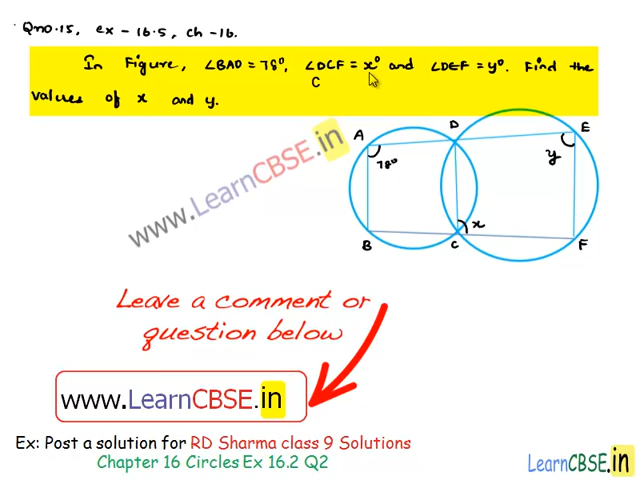 Qno.15, ex - 16.5, ch - 16.
In Figure, ∠BAD = 78°, ∠DCF = x° and ∠DEF = y°. Find the
C
values of x and y.
A
D
E
78°
y
x
B
C
F
www.LearnCBSE.in
Leave a comment or
question below
www.LearnCBSE.in
Ex: Post a solution for RD Sharma class 9 Solutions
Chapter 16 Circles Ex 16.2 Q2
LearnCBSE.in